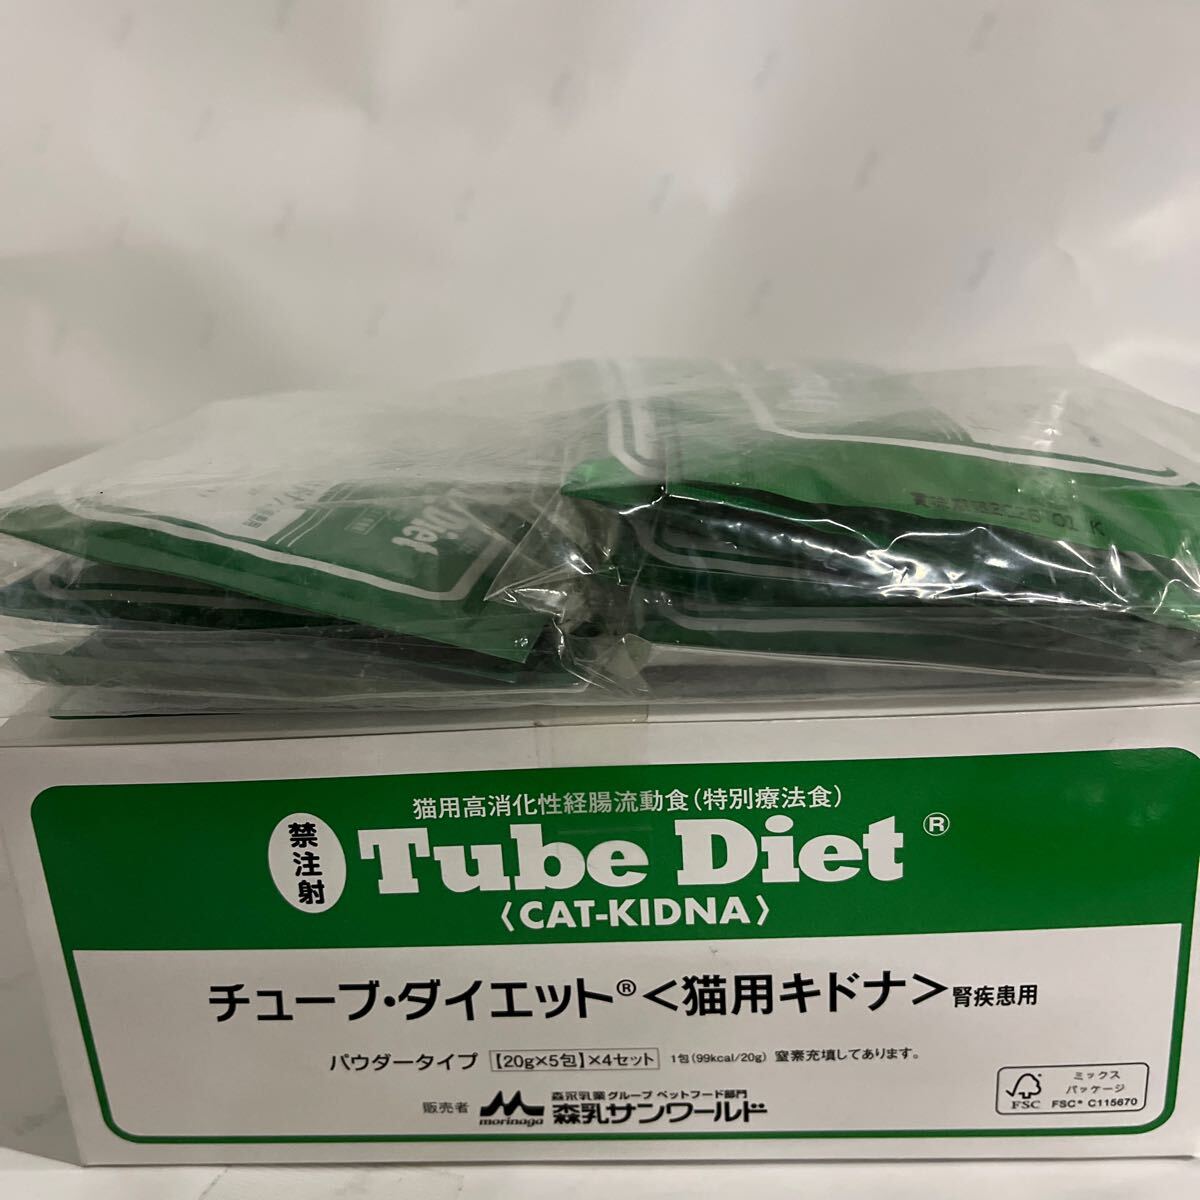 Diet
猫用高消化性経腸流動食(特別療法食)
禁注射
Tube Diet®
〈CAT-KIDNA〉
チューブ・ダイエット®<猫用キドナ>腎疾患用
パウダータイプ 【20g×5包】×4セット 1包(99kcal/20g) 窒素充填してあります。
販売者 morinaga 森永乳業グループ ペットフード部門
森乳サンワールド
FSC
ミックス
パッケージ
FSC® C115670